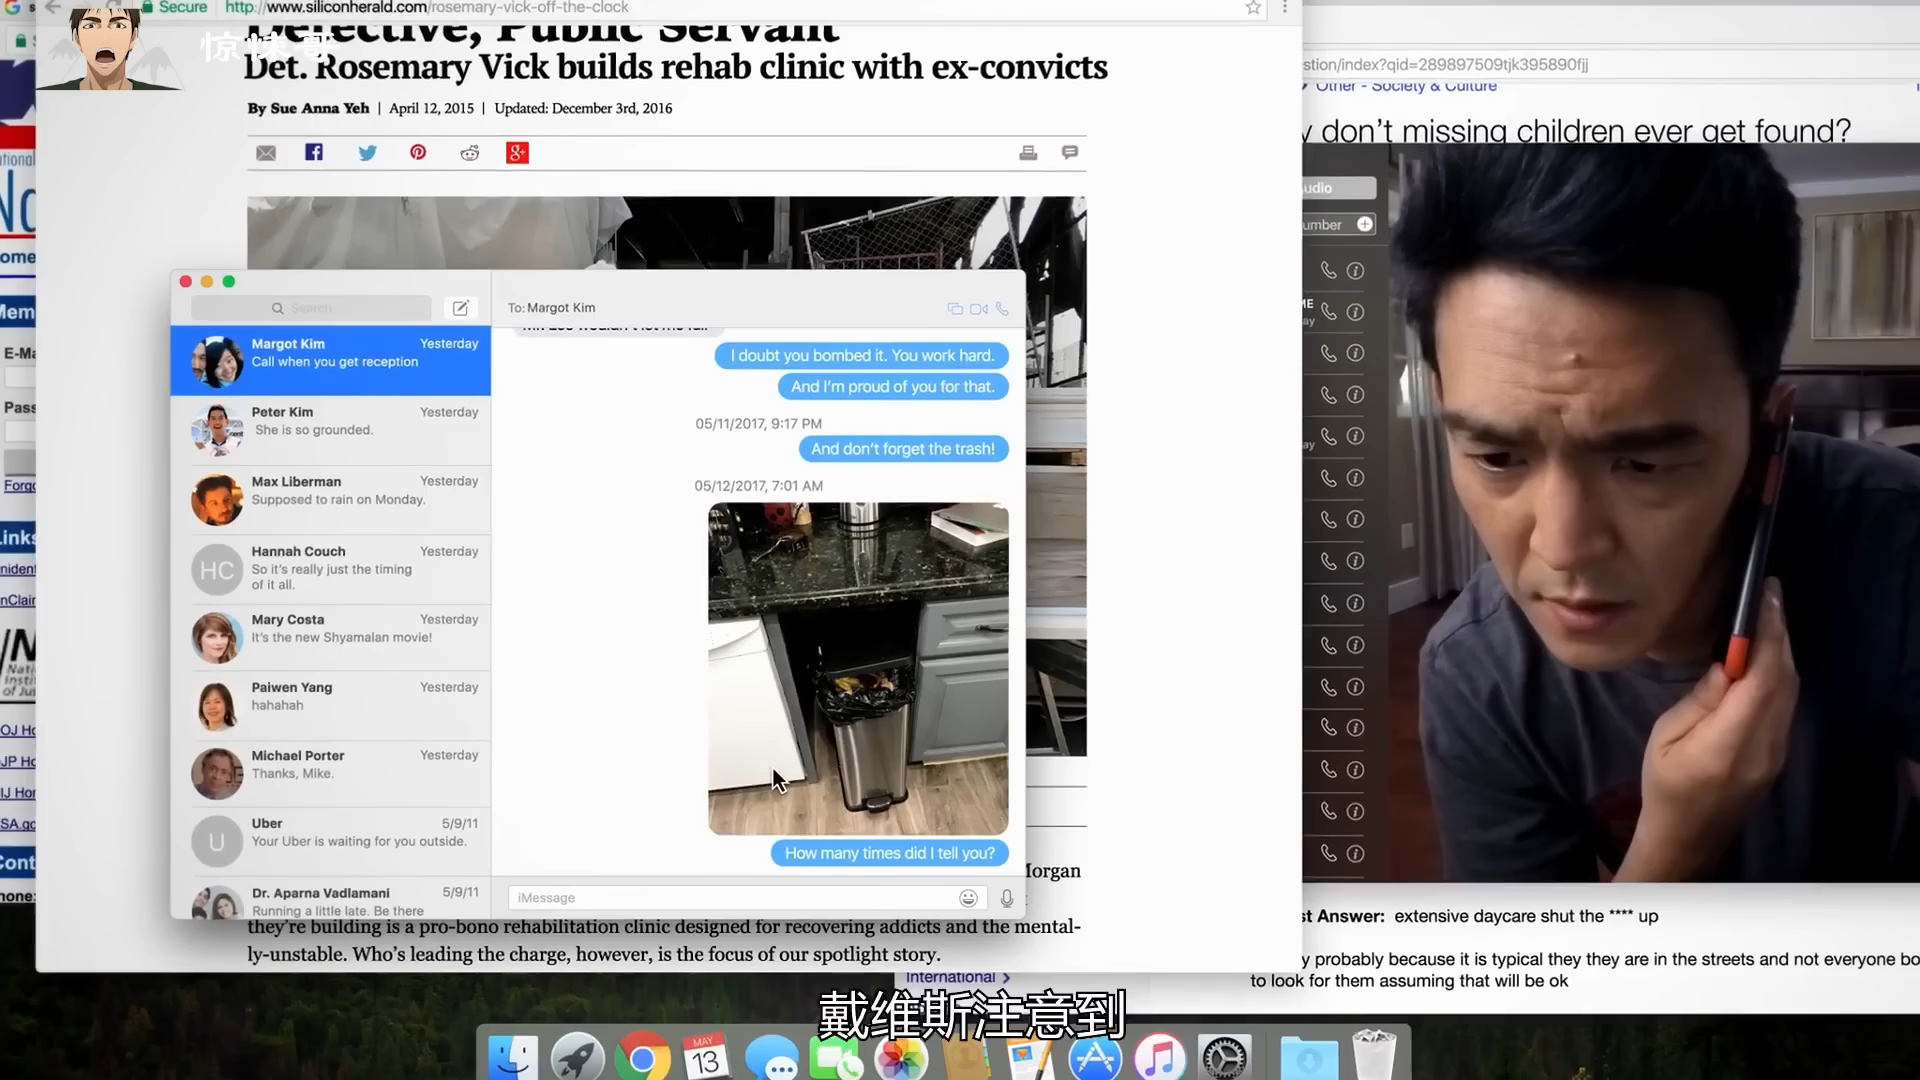 Secure http://www.siliconherald.com/rosemary-vick-off-the-clock
惊悚哥
Detective, Public Servant
Det. Rosemary Vick builds rehab clinic with ex-convicts
By Sue Anna Yeh | April 12, 2015 | Updated: December 3rd, 2016
stion/index?qid=289897509tjk395890fjj
Other - Society & Culture
y don't missing children ever get found?
udio
umber
Search
To: Margot Kim
Margot Kim Yesterday
Call when you get reception
Peter Kim Yesterday
She is so grounded.
Max Liberman Yesterday
Supposed to rain on Monday.
HC
Hannah Couch Yesterday
So it's really just the timing
of it all.
Mary Costa Yesterday
It's the new Shyamalan movie!
Paiwen Yang Yesterday
hahahah
Michael Porter Yesterday
Thanks, Mike.
U
Uber 5/9/11
Your Uber is waiting for you outside.
Dr. Aparna Vadlamani 5/9/11
Running a little late. Be there
I doubt you bombed it. You work hard.
And I'm proud of you for that.
05/11/2017, 9:17 PM
And don't forget the trash!
05/12/2017, 7:01 AM
How many times did I tell you?
iMessage
Morgan
they're building is a pro-bono rehabilitation clinic designed for recovering addicts and the mental-
ly-unstable. Who's leading the charge, however, is the focus of our spotlight story.
International
st Answer: extensive daycare shut the **** up
y probably because it is typical they they are in the streets and not everyone bo
to look for them assuming that will be ok
戴维斯注意到
MAY
13